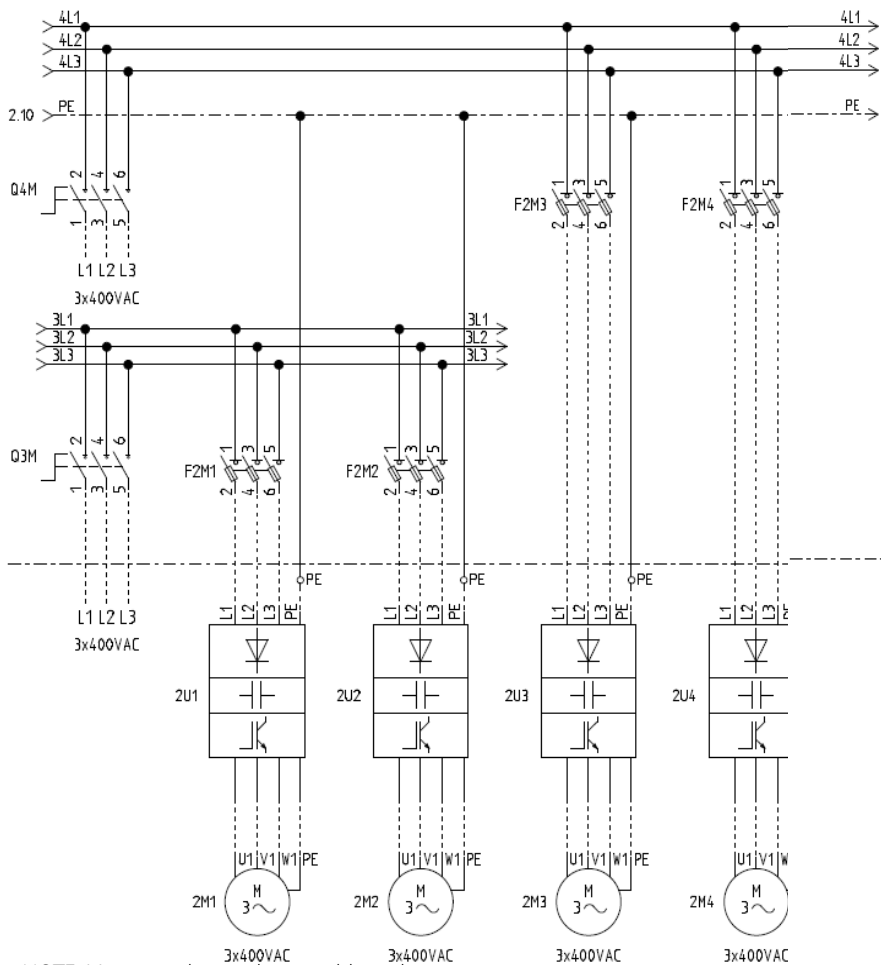 4L1 4L1
4L2 4L2
4L3 4L3
2.10 PE PE
2 4 6
Q4M
1 3 5
L1 L2 L3
3x400VAC
1 3 5
F2M3
2 4 6
1 3 5
F2M4
2 4 6
3L1 3L1
3L2 3L2
3L3 3L3
2 4 6
Q3M
1 3 5
L1 L2 L3
3x400VAC
1 3 5
F2M1
2 4 6
1 3 5
F2M2
2 4 6
PE PE PE
L1 L2 L3 PE
L1 L2 L3 PE
L1 L2 L3 PE
L1 L2 L3
2U1 2U2 2U3 2U4
U1 V1 W1 PE
U1 V1 W1 PE
U1 V1 W1 PE
U1 V1
2M1 M 3
2M2 M 3
2M3 M 3
2M4 M 3
3x400VAC 3x400VAC 3x400VAC 3x400VAC